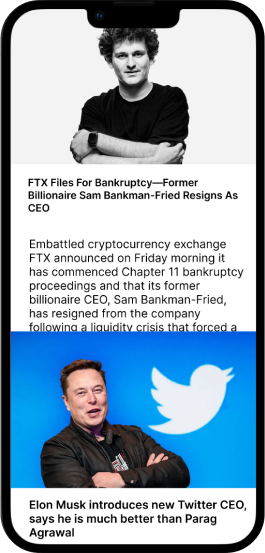 FTX Files For Bankruptcy—Former
Billionaire Sam Bankman-Fried Resigns As
CEO
Embattled cryptocurrency exchange
FTX announced on Friday morning it
has commenced Chapter 11 bankruptcy
proceedings and that its former
billionaire CEO, Sam Bankman-Fried,
has resigned from the company
following a liquidity crisis that forced a
Elon Musk introduces new Twitter CEO,
says he is much better than Parag
Agrawal